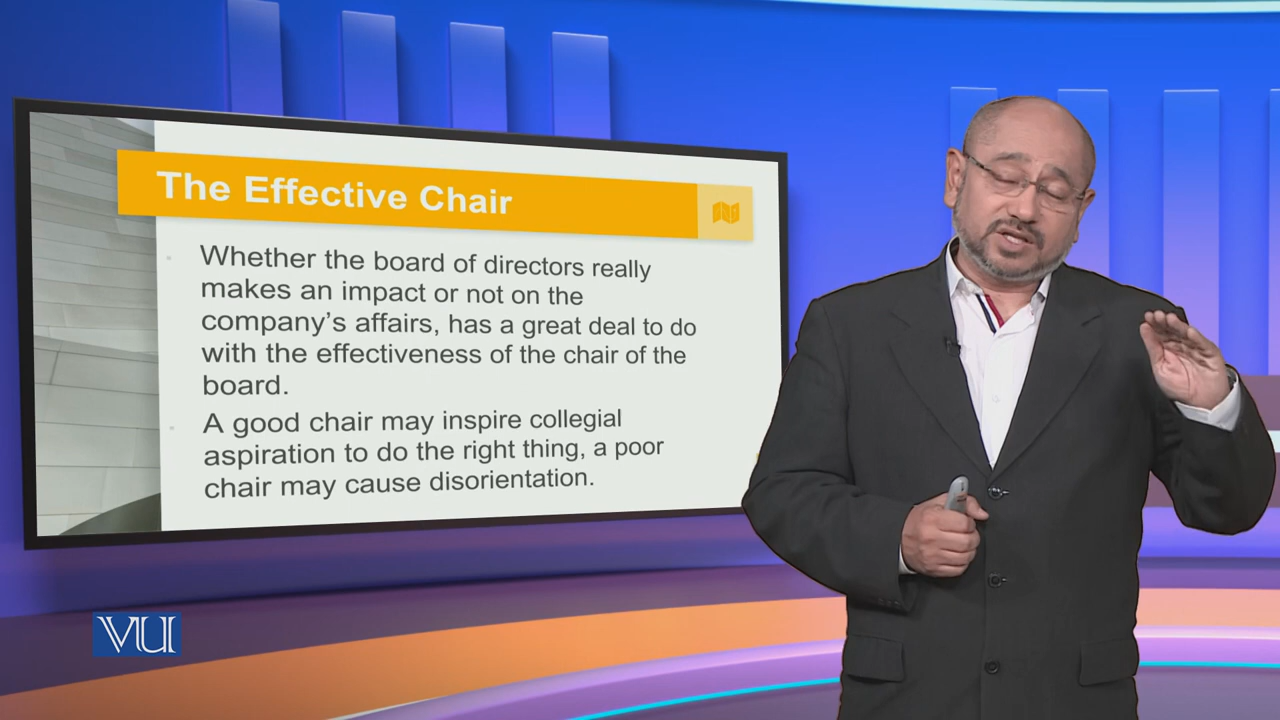 The Effective Chair
Whether the board of directors really
makes an impact or not on the
company's affairs, has a great deal to do
with the effectiveness of the chair of the
board.
A good chair may inspire collegial
aspiration to do the right thing, a poor
chair may cause disorientation.
VU